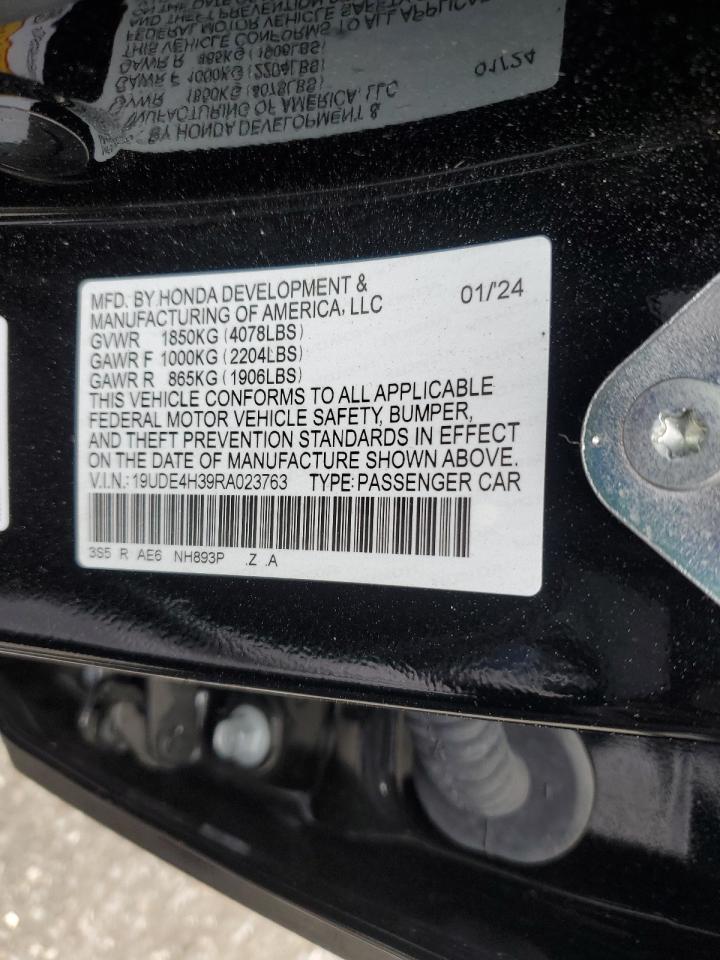 MFD. BY HONDA DEVELOPMENT &
MANUFACTURING OF AMERICA, LLC 01/'24
GVWR 1850KG (4078LBS)
GAWR F 1000KG (2204LBS)
GAWR R 865KG (1906LBS)
THIS VEHICLE CONFORMS TO ALL APPLICABLE
FEDERAL MOTOR VEHICLE SAFETY, BUMPER,
AND THEFT PREVENTION STANDARDS IN EFFECT
ON THE DATE OF MANUFACTURE SHOWN ABOVE.
V.I.N.:19UDE4H39RA023763 TYPE:PASSENGER CAR
3S5 R AE6 NH893P .Z .A